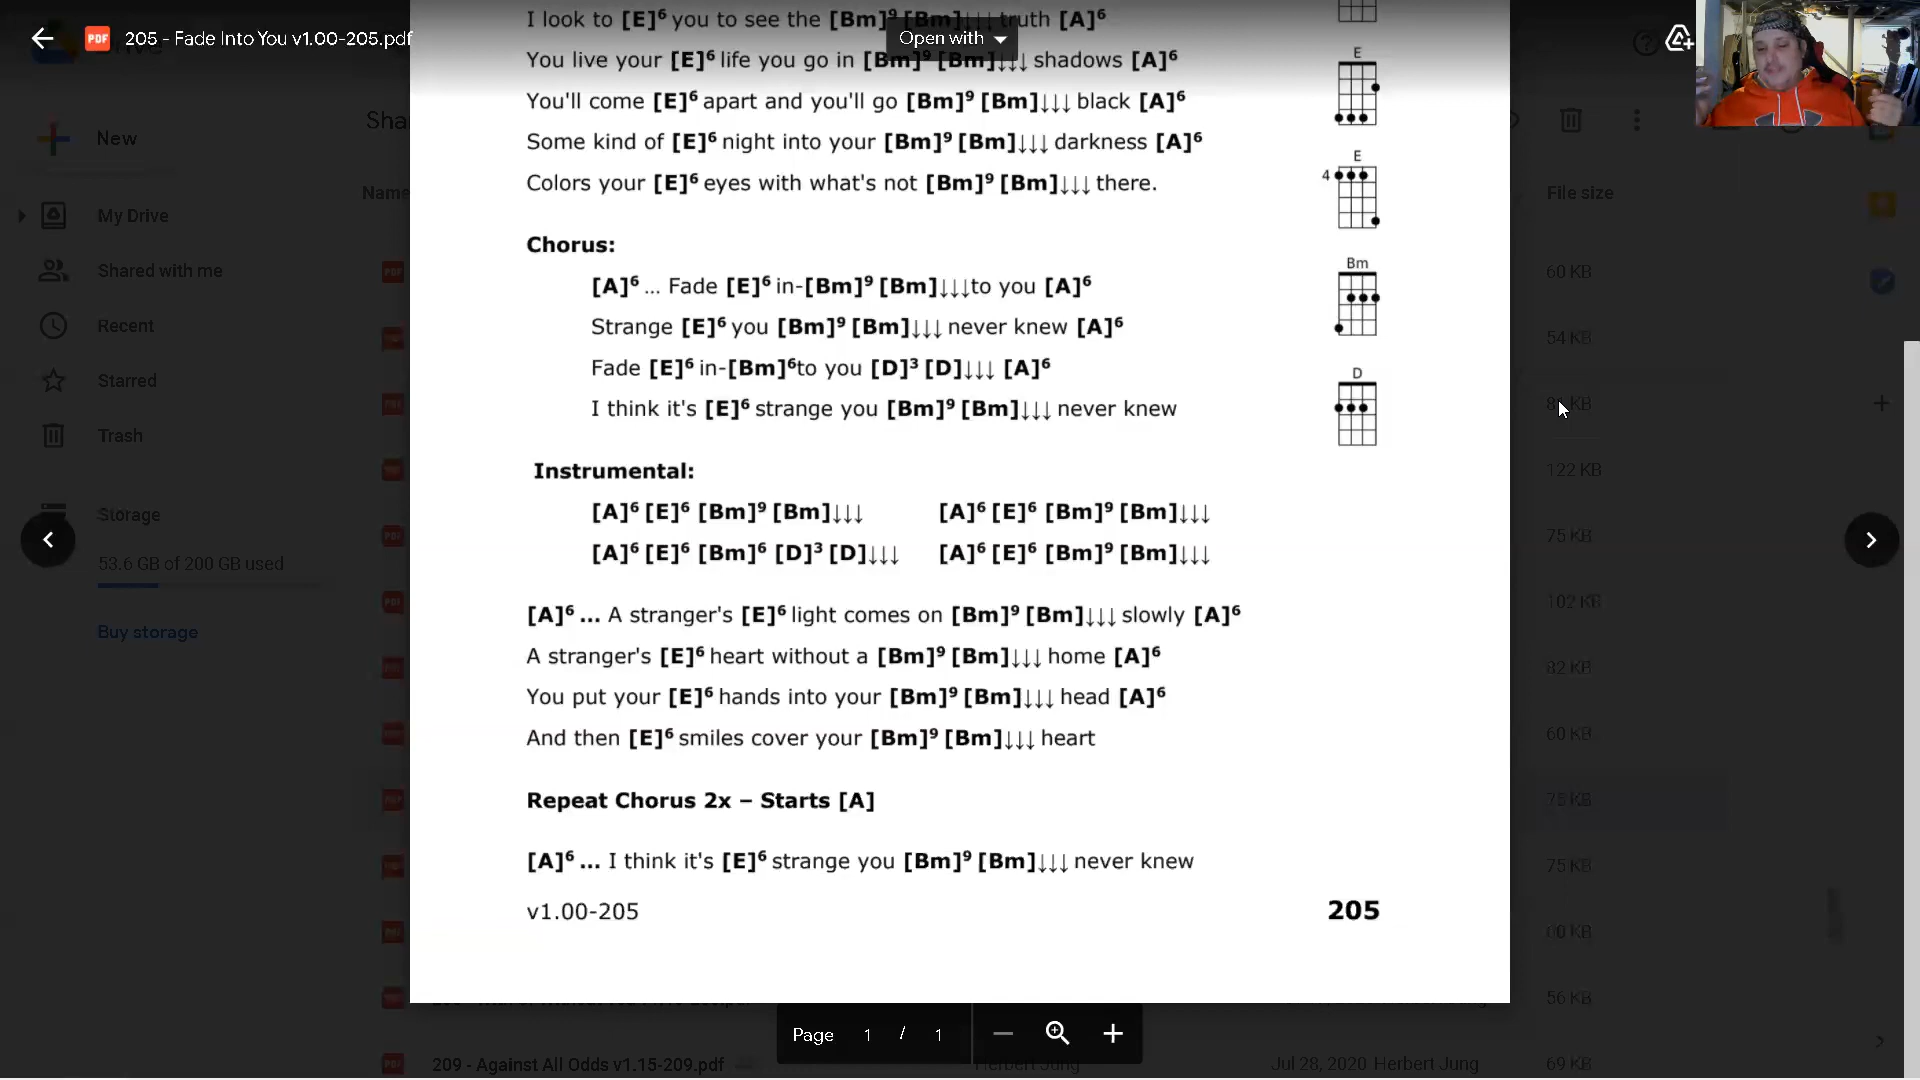 I look to [E]⁶ you to see the [Bm]⁹ [Bm]↓↓↓ truth [A]⁶
205 - Fade Into You v1.00-205.pdf
Open with
You live your [E]⁶ life you go in [Bm]⁹ [Bm]↓↓↓ shadows [A]⁶
E
You'll come [E]⁶ apart and you'll go [Bm]⁹ [Bm]↓↓↓ black [A]⁶
New
Some kind of [E]⁶ night into your [Bm]⁹ [Bm]↓↓↓ darkness [A]⁶
E
4
Colors your [E]⁶ eyes with what's not [Bm]⁹ [Bm]↓↓↓ there.
Name
File size
My Drive
Chorus:
Bm
Shared with me
60 KB
[A]⁶ ... Fade [E]⁶ in-[Bm]⁹ [Bm]↓↓↓to you [A]⁶
Recent
Strange [E]⁶ you [Bm]⁹ [Bm]↓↓↓ never knew [A]⁶
54 KB
Fade [E]⁶ in-[Bm]⁶to you [D]³ [D]↓↓↓ [A]⁶
D
Starred
I think it's [E]⁶ strange you [Bm]⁹ [Bm]↓↓↓ never knew
KB
Trash
Instrumental:
122 KB
[A]⁶ [E]⁶ [Bm]⁹ [Bm]↓↓↓ [A]⁶ [E]⁶ [Bm]⁹ [Bm]↓↓↓
Storage
75 KB
[A]⁶ [E]⁶ [Bm]⁶ [D]³ [D]↓↓↓ [A]⁶ [E]⁶ [Bm]⁹ [Bm]↓↓↓
53.6 GB of 200 GB used
102 KB
[A]⁶ ... A stranger's [E]⁶ light comes on [Bm]⁹ [Bm]↓↓↓ slowly [A]⁶
Buy storage
A stranger's [E]⁶ heart without a [Bm]⁹ [Bm]↓↓↓ home [A]⁶
82 KB
You put your [E]⁶ hands into your [Bm]⁹ [Bm]↓↓↓ head [A]⁶
And then [E]⁶ smiles cover your [Bm]⁹ [Bm]↓↓↓ heart
60 KB
Repeat Chorus 2x – Starts [A]
75 KB
[A]⁶ ... I think it's [E]⁶ strange you [Bm]⁹ [Bm]↓↓↓ never knew
75 KB
v1.00-205
205
KB
56 KB
Page 1 / 1
209 - Against All Odds v1.15-209.pdf
Herbert Jung
Jul 28, 2020 Herbert Jung
69 KB